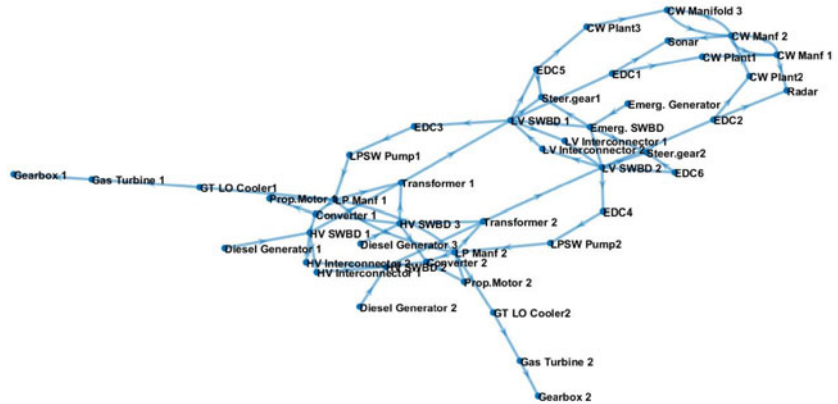 CW Manifold 3
CW Plant3
CW Manf 2
Sonar
CW Manf 1
CW Plant1
EDC5
EDC1
CW Plant2
Radar
Steer.gear1
Emerg. Generator
LV SWBD 1
EDC2
EDC3
Emerg. SWBD
LV Interconnector 1
LV Interconnector 2
Steer.gear2
LPSW Pump1
LV SWBD 2
EDC6
Gearbox 1
Gas Turbine 1
Transformer 1
GT LO Cooler1
Prop.Motor 1
LP Manf 1
EDC4
Converter 1
HV SWBD 3
Transformer 2
HV SWBD 1
Diesel Generator 3
LPSW Pump2
Diesel Generator 1
LP Manf 2
HV Interconnector 2
HV SWBD 2
Converter 2
HV Interconnector 1
Prop.Motor 2
Diesel Generator 2
GT LO Cooler2
Gas Turbine 2
Gearbox 2